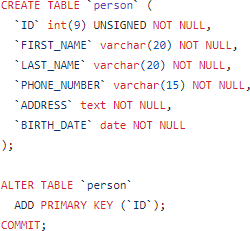 CREATE TABLE `person` (
  `ID` int(9) UNSIGNED NOT NULL,
  `FIRST_NAME` varchar(20) NOT NULL,
  `LAST_NAME` varchar(20) NOT NULL,
  `PHONE_NUMBER` varchar(15) NOT NULL,
  `ADDRESS` text NOT NULL,
  `BIRTH_DATE` date NOT NULL
);
ALTER TABLE `person`
  ADD PRIMARY KEY (`ID`);
COMMIT;